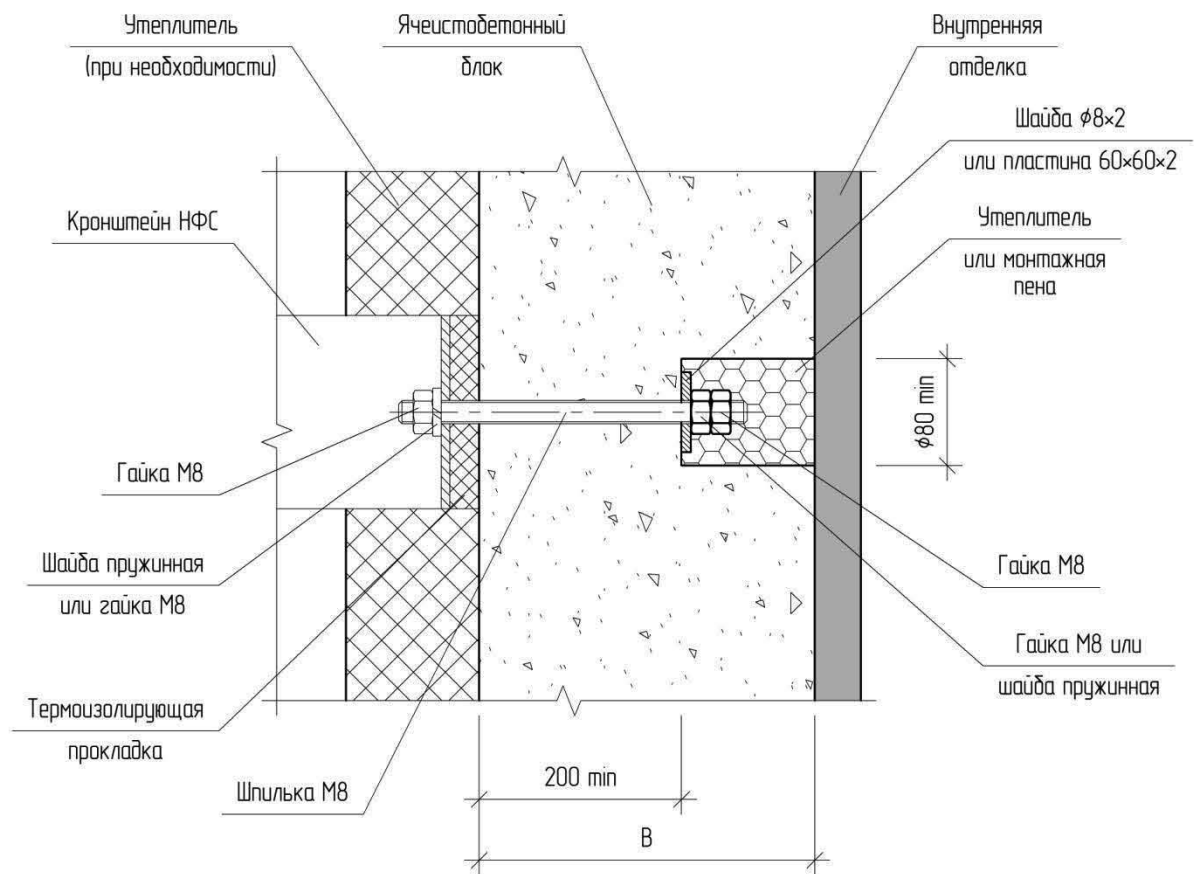 Утеплитель
(при необходимости)
Ячеистобетонный
блок
Внутренняя
отделка
Шайба ϕ8×2
или пластина 60×60×2
Кронштейн НФС
Утеплитель
или монтажная
пена
ϕ80 min
Гайка М8
Шайба пружинная
или гайка М8
Гайка М8
Гайка М8 или
шайба пружинная
Термоизолирующая
прокладка
Шпилька М8
200 min
В